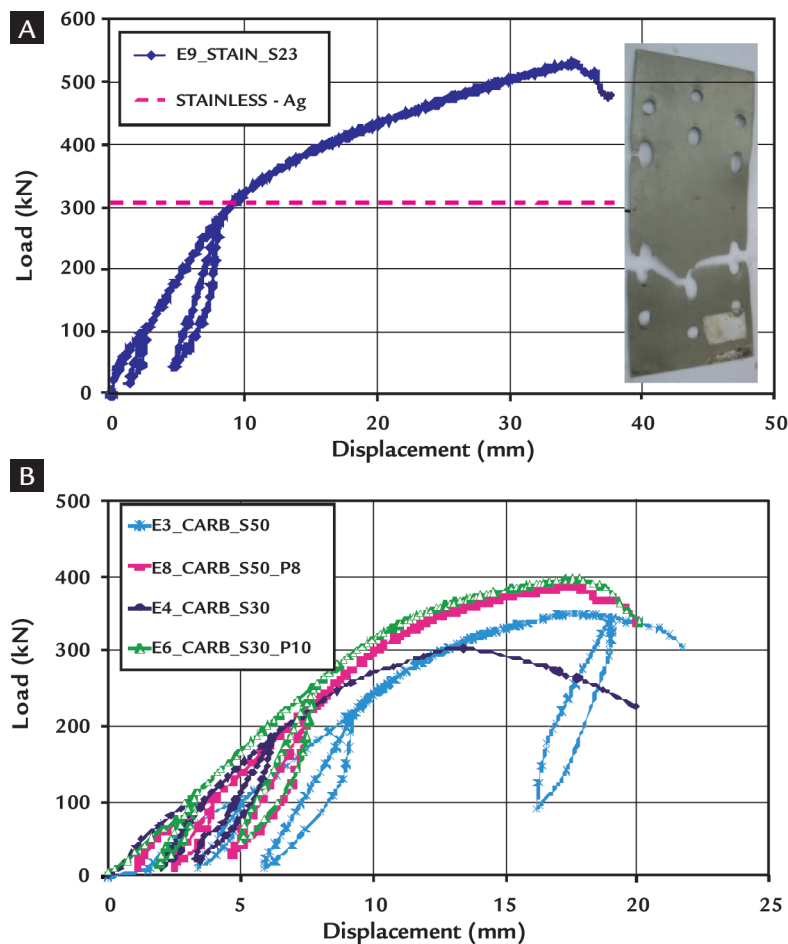 A
600
500
400
300
200
100
0
Load (kN)
E9_STAIN_S23
STAINLESS - Ag
0 10 20 30 40 50
Displacement (mm)
B
500
400
300
200
100
0
Load (kN)
E3_CARB_S50
E8_CARB_S50_P8
E4_CARB_S30
E6_CARB_S30_P10
0 5 10 15 20 25
Displacement (mm)